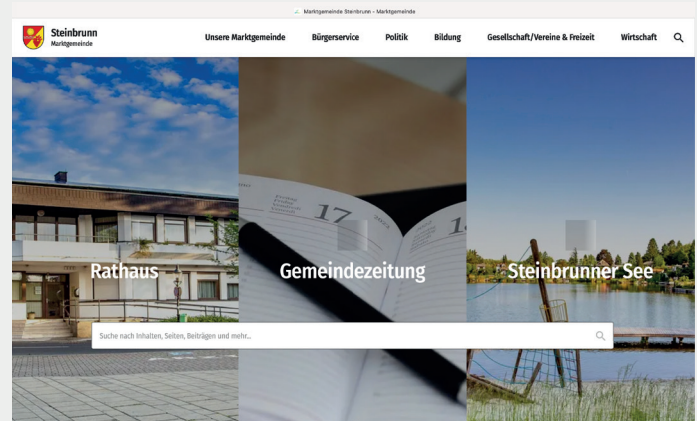 Marktgemeinde Steinbrunn – Marktgemeinde
Steinbrunn
Marktgemeinde
Unsere Marktgemeinde Bürgerservice Politik Bildung Gesellschaft/Vereine & Freizeit Wirtschaft
17
Rathaus Gemeindezeitung Steinbrunner See
Suche nach Inhalten, Seiten, Beiträgen und mehr...